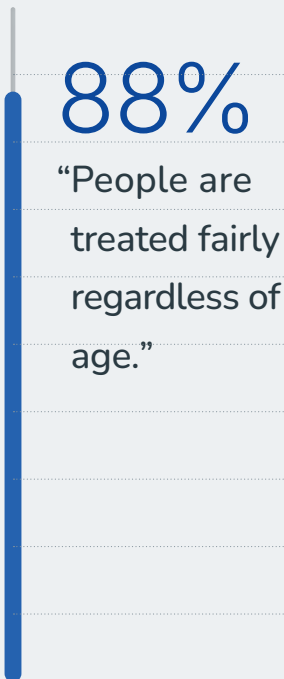 88%
“People are
treated fairly
regardless of
age.”